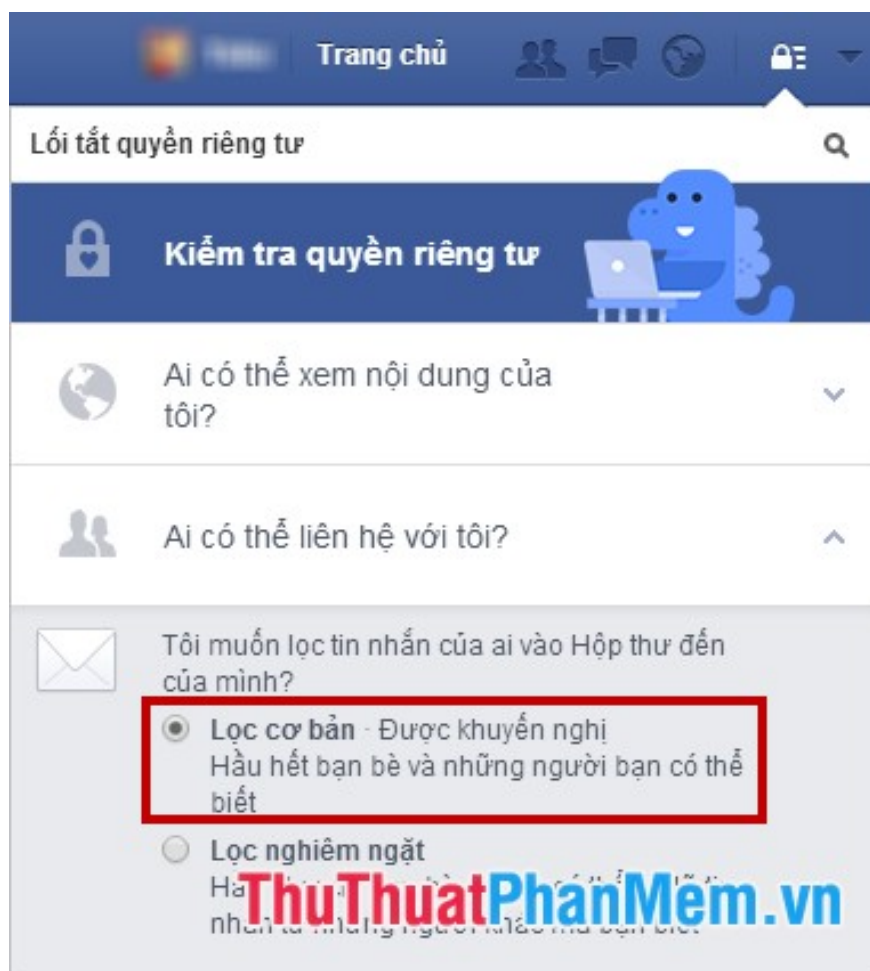 Trang chủ
Lối tắt quyền riêng tư
Kiểm tra quyền riêng tư
Ai có thể xem nội dung của
tôi?
Ai có thể liên hệ với tôi?
Tôi muốn lọc tin nhắn của ai vào Hộp thư đến
của mình?
Lọc cơ bản · Được khuyến nghị
Hầu hết bạn bè và những người bạn có thể
biết
Lọc nghiêm ngặt
ThuThuatPhanMem.vn